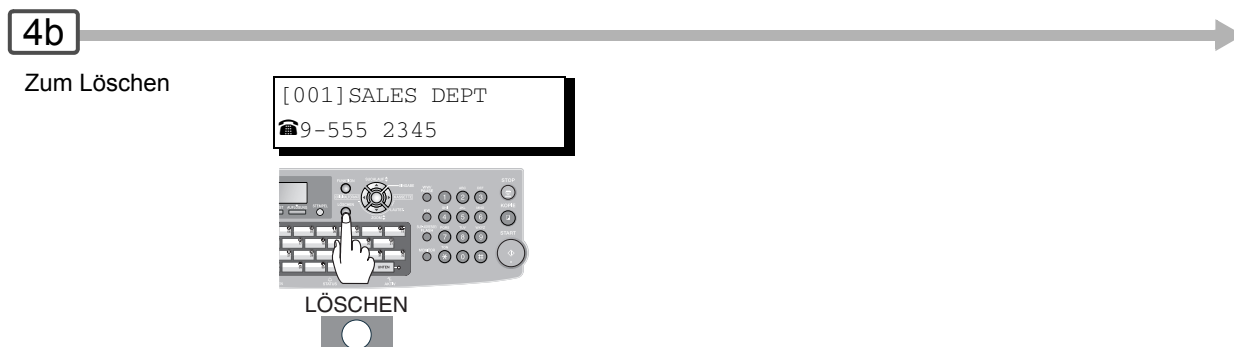 4b
Zum Löschen
[001]SALES DEPT
☎9-555 2345
STOP
START
LÖSCHEN